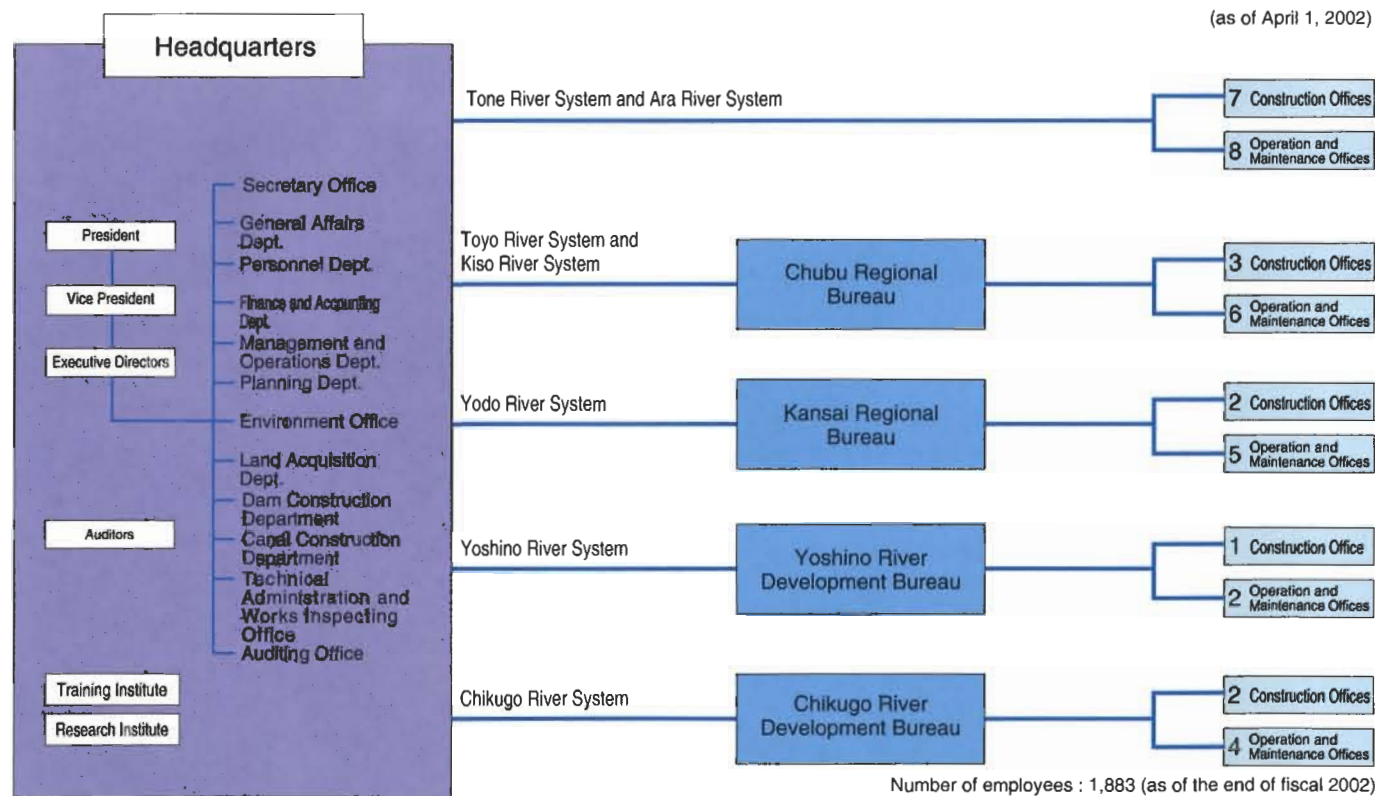 (as of April 1, 2002)
Headquarters
President
Vice President
Executive Directors
Auditors
Training Institute
Research Institute
Secretary Office
General Affairs
Dept.
Personnel Dept.
Finance and Accounting
Dept.
Management and
Operations Dept.
Planning Dept.
Environment Office
Land Acquisition
Dept.
Dam Construction
Department
Canal Construction
Department
Technical
Administration and
Works Inspecting
Office
Auditing Office
Tone River System and Ara River System
7 Construction Offices
8 Operation and
Maintenance Offices
Toyo River System and
Kiso River System
Chubu Regional
Bureau
3 Construction Offices
6 Operation and
Maintenance Offices
Yodo River System
Kansai Regional
Bureau
2 Construction Offices
5 Operation and
Maintenance Offices
Yoshino River System
Yoshino River
Development Bureau
1 Construction Office
2 Operation and
Maintenance Offices
Chikugo River System
Chikugo River
Development Bureau
2 Construction Offices
4 Operation and
Maintenance Offices
Number of employees : 1,883 (as of the end of fiscal 2002)